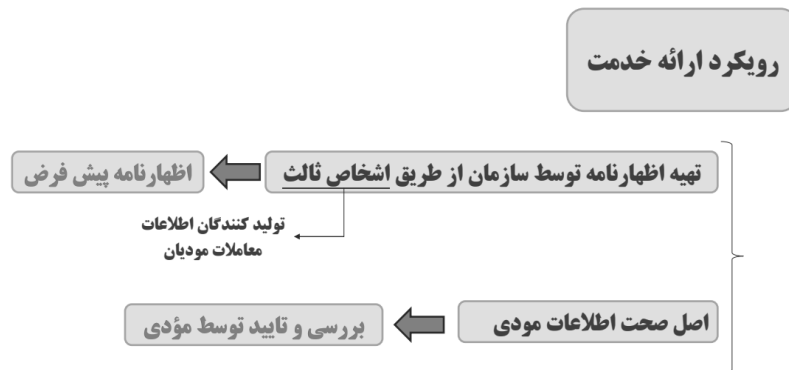 رویکرد ارائه خدمت
تهیه اظهارنامه توسط سازمان از طریق اشخاص ثالث
اظهارنامه پیش فرض
تولید کنندگان اطلاعات
معاملات مودیان
اصل صحت اطلاعات مودی
بررسی و تایید توسط مؤدی